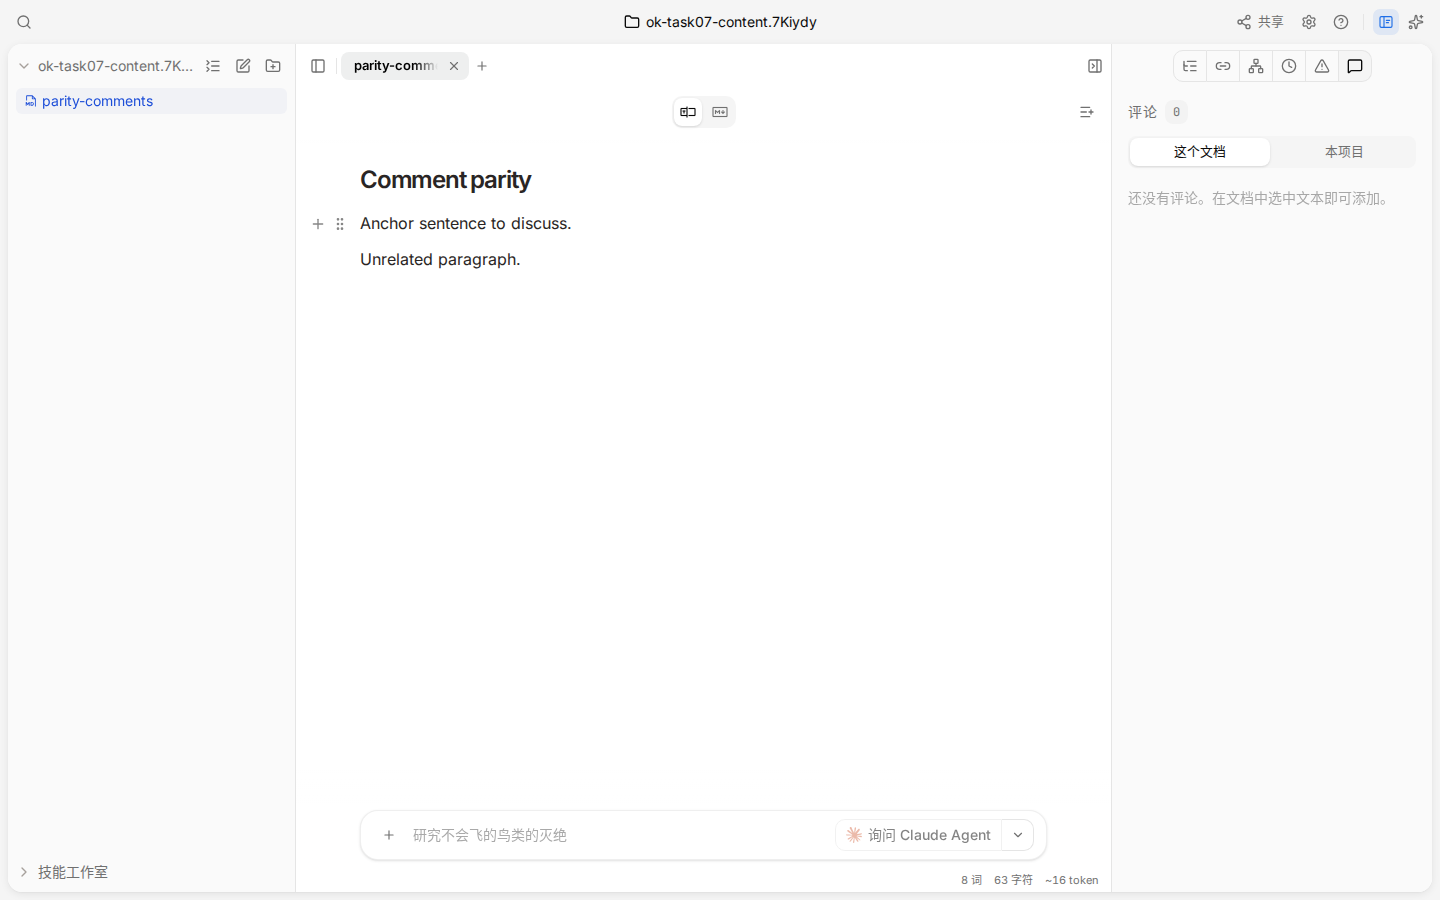 ok-task07-content.7Kiydy
共享
ok-task07-content.7K...
parity-comments
技能工作室
parity-comm
Comment parity
Anchor sentence to discuss.
Unrelated paragraph.
研究不会飞的鸟类的灭绝
询问 Claude Agent
8 词 63 字符 ~16 token
评论 0
这个文档 本项目
还没有评论。在文档中选中文本即可添加。